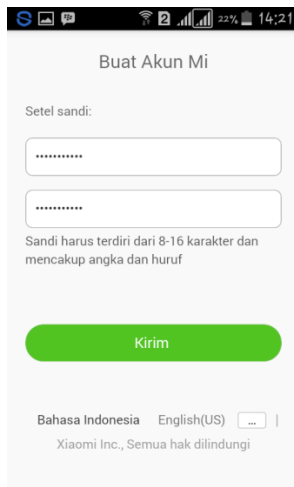 2 22% 14:21
Buat Akun Mi
Setel sandi:
•••••••••••
•••••••••••
Sandi harus terdiri dari 8-16 karakter dan
mencakup angka dan huruf
Kirim
Bahasa Indonesia English(US) ... |
Xiaomi Inc., Semua hak dilindungi